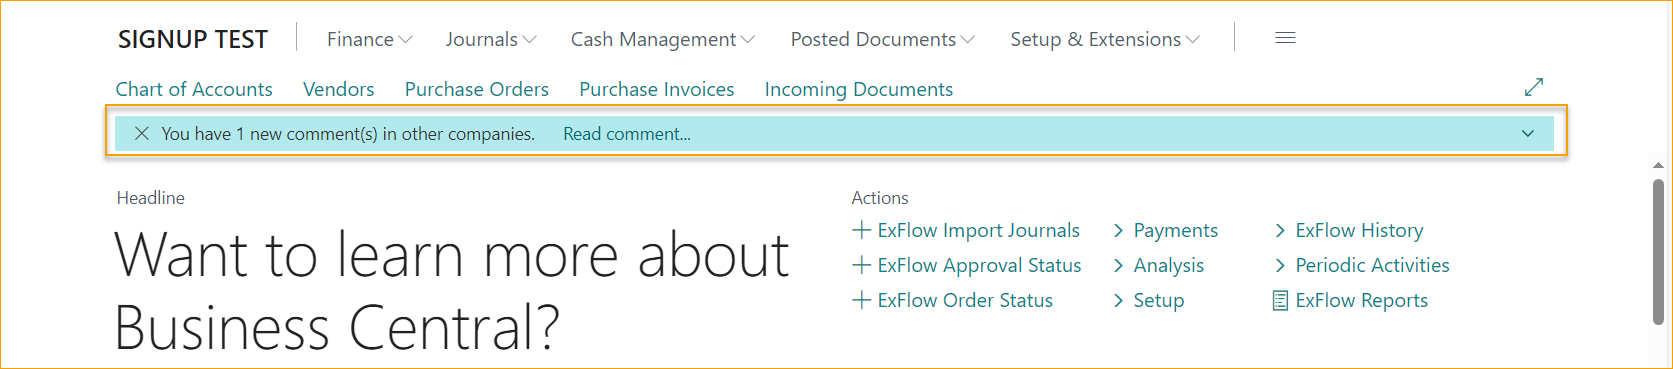 SIGNUP TEST Finance Journals Cash Management Posted Documents Setup & Extensions
Chart of Accounts Vendors Purchase Orders Purchase Invoices Incoming Documents
You have 1 new comment(s) in other companies. Read comment...
Headline
Want to learn more about
Business Central?
Actions
ExFlow Import Journals Payments ExFlow History
ExFlow Approval Status Analysis Periodic Activities
ExFlow Order Status Setup ExFlow Reports